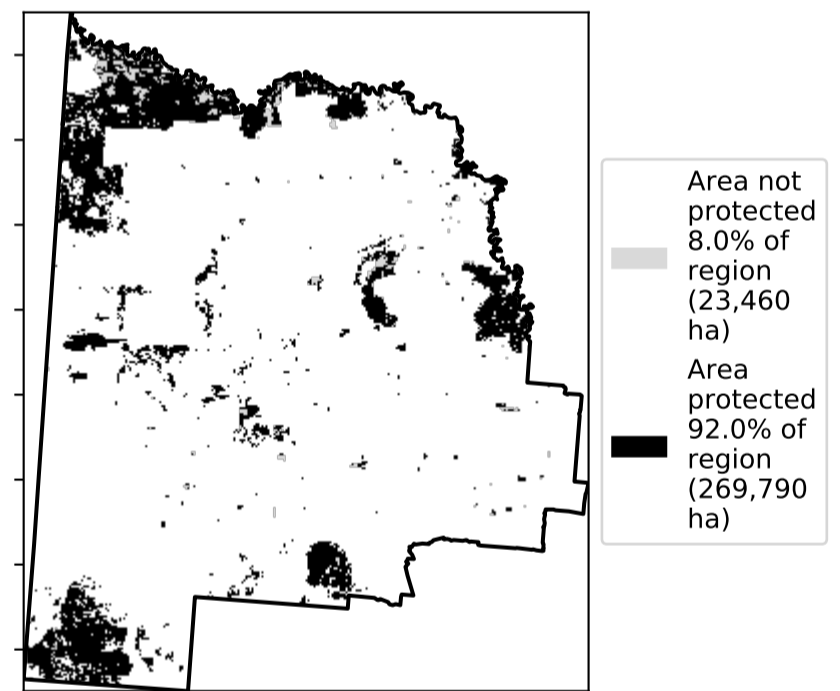 Area not
protected
8.0% of
region
(23,460
ha)
Area
protected
92.0% of
region
(269,790
ha)